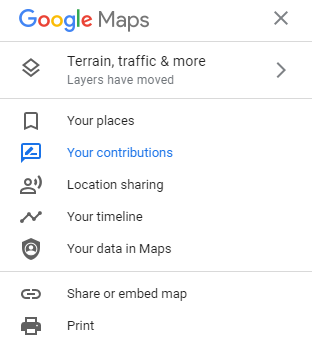 Google Maps
Terrain, traffic & more
Layers have moved
Your places
Your contributions
Location sharing
Your timeline
Your data in Maps
Share or embed map
Print